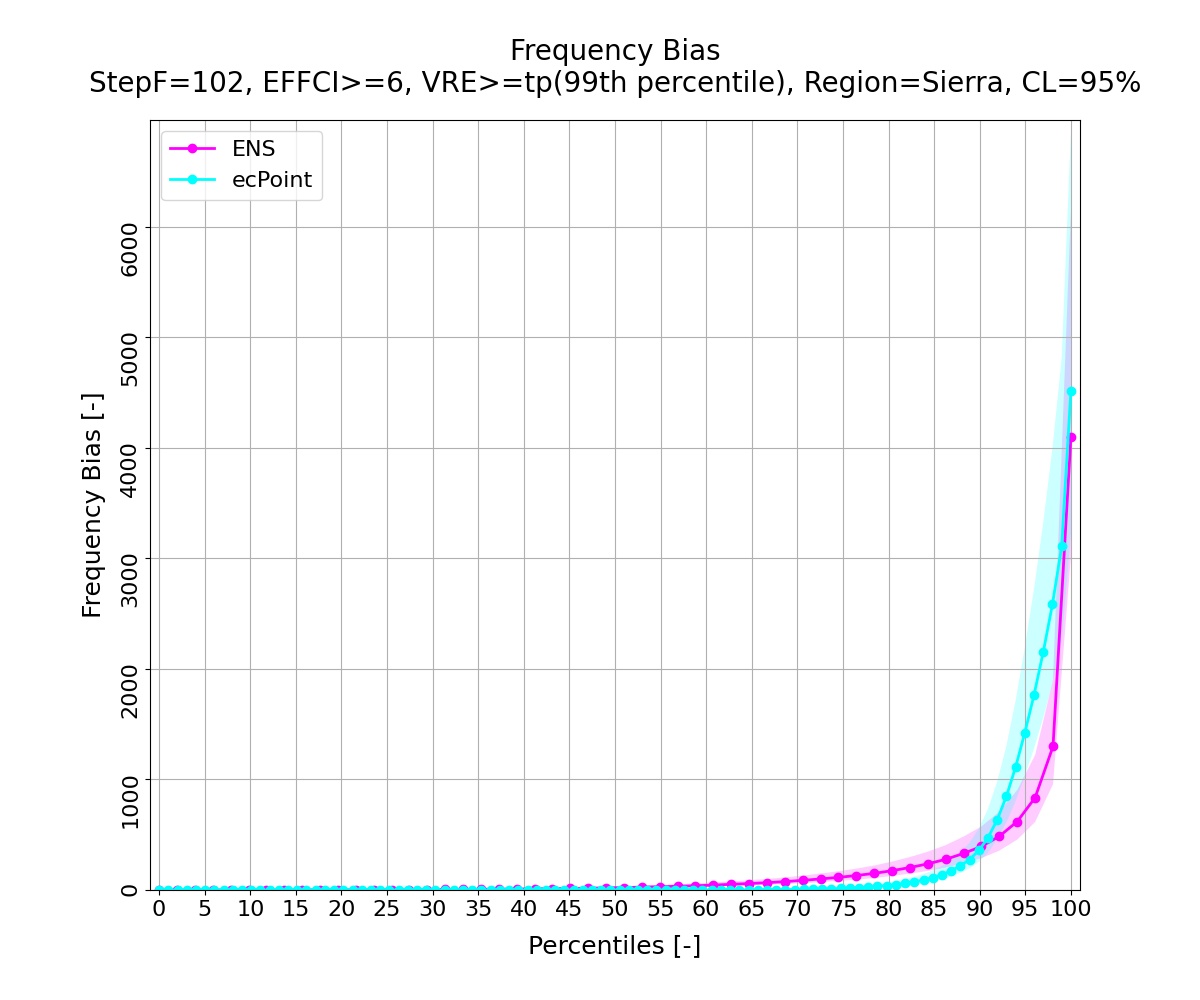 Frequency Bias
StepF=102, EFFCI>=6, VRE>=tp(99th percentile), Region=Sierra, CL=95%
ENS
ecPoint
Frequency Bias [-]
6000
5000
4000
3000
2000
1000
0
0 5 10 15 20 25 30 35 40 45 50 55 60 65 70 75 80 85 90 95 100
Percentiles [-]